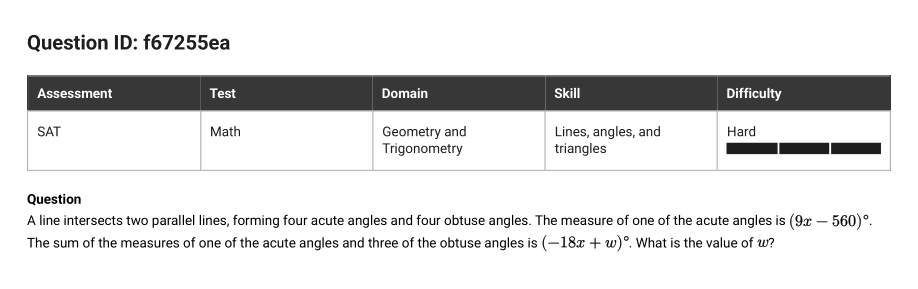 Question ID: f67255ea
Assessment Test Domain Skill Difficulty
SAT Math Geometry and Trigonometry Lines, angles, and triangles Hard
Question
A line intersects two parallel lines, forming four acute angles and four obtuse angles. The measure of one of the acute angles is (9x − 560)°.
The sum of the measures of one of the acute angles and three of the obtuse angles is (−18x + w)°. What is the value of w?